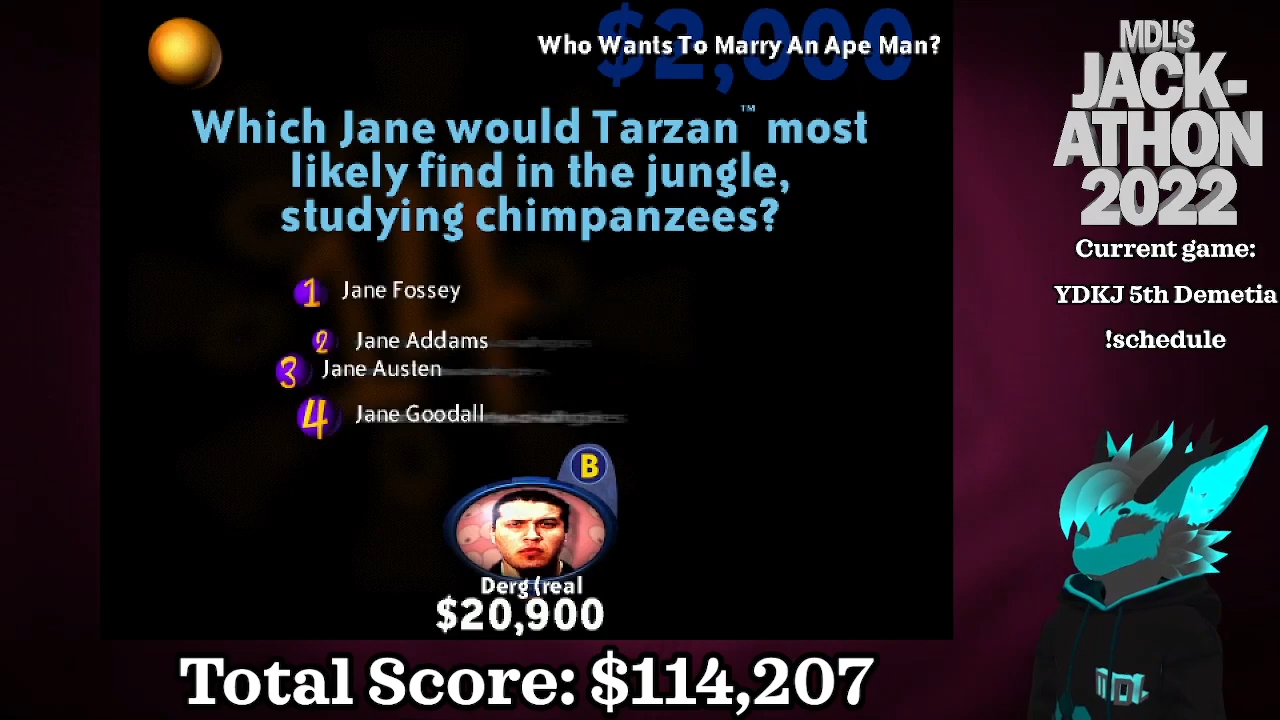 $2,000
Who Wants To Marry An Ape Man?
Which Jane would Tarzan™ most
likely find in the jungle,
studying chimpanzees?
1 Jane Fossey
2 Jane Addams
3 Jane Austen
4 Jane Goodall
B
Derg (real
$20,900
Total Score: $114,207
MDL'S
JACK-
ATHON
2022
Current game:
YDKJ 5th Demetia
!schedule